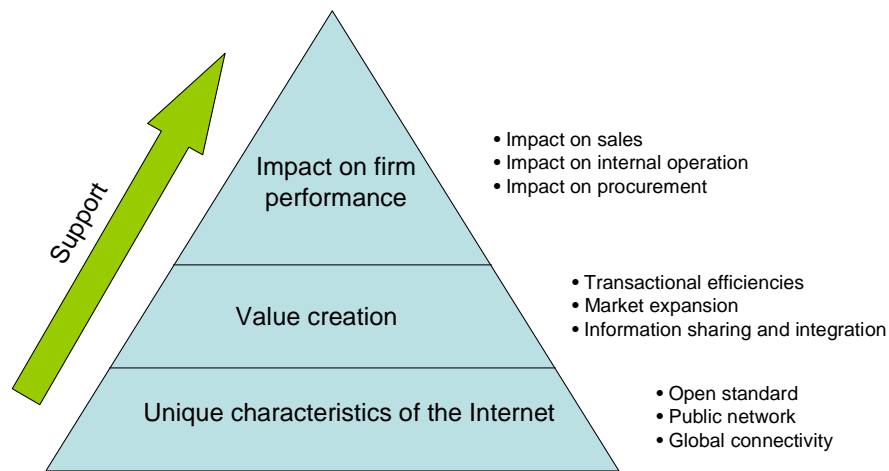 Support
Impact on firm
performance
• Impact on sales
• Impact on internal operation
• Impact on procurement
Value creation
• Transactional efficiencies
• Market expansion
• Information sharing and integration
Unique characteristics of the Internet
• Open standard
• Public network
• Global connectivity